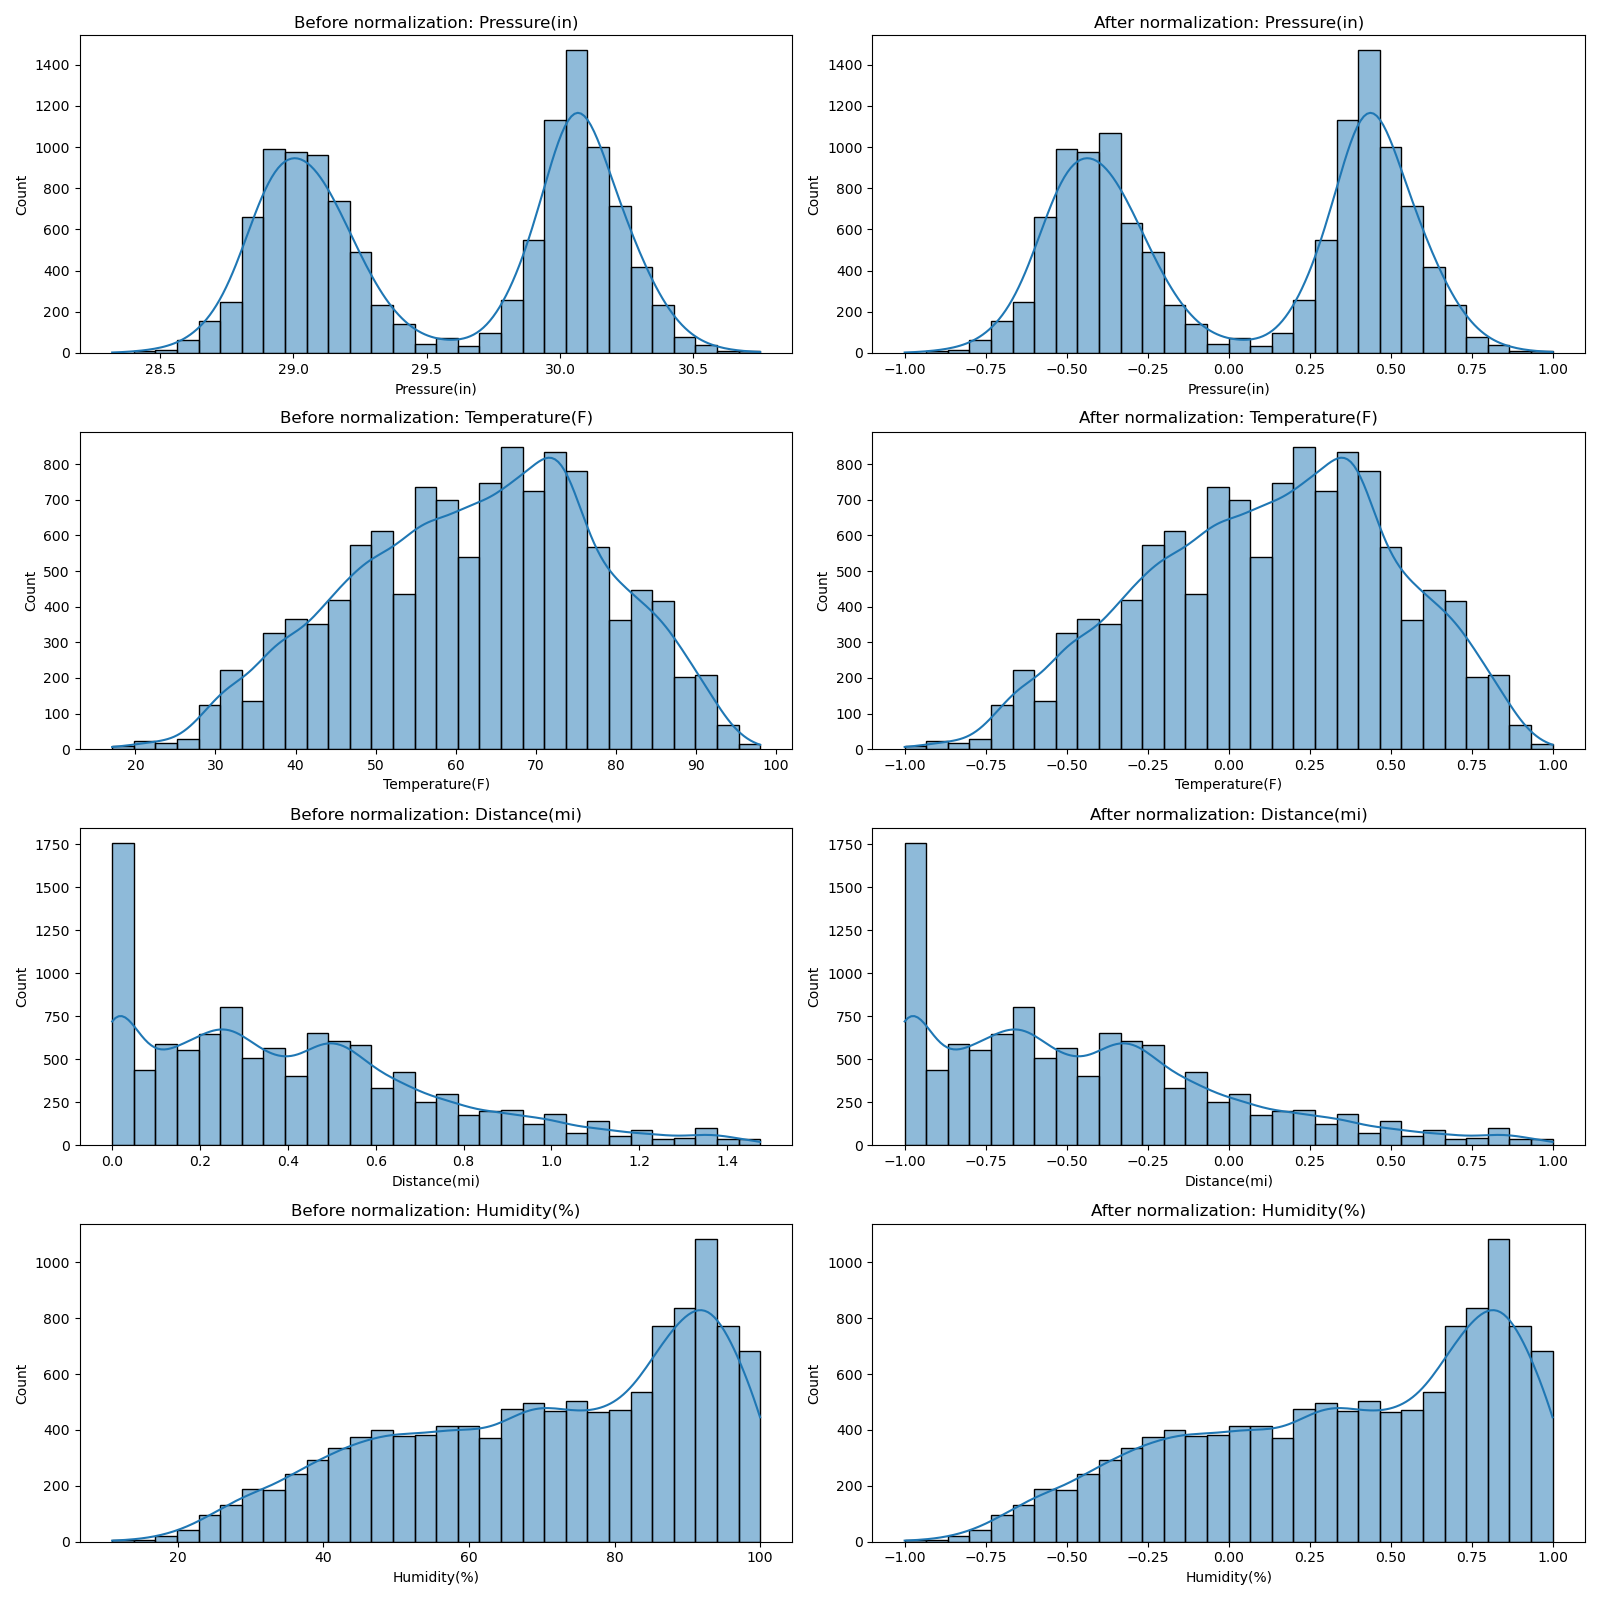 Before normalization: Pressure(in)
1400
1200
1000
800
600
400
200
0
Count
28.5 29.0 29.5 30.0 30.5
Pressure(in)
After normalization: Pressure(in)
1400
1200
1000
800
600
400
200
0
Count
−1.00 −0.75 −0.50 −0.25 0.00 0.25 0.50 0.75 1.00
Pressure(in)
Before normalization: Temperature(F)
800
700
600
500
400
300
200
100
0
Count
20 30 40 50 60 70 80 90 100
Temperature(F)
After normalization: Temperature(F)
800
700
600
500
400
300
200
100
0
Count
−1.00 −0.75 −0.50 −0.25 0.00 0.25 0.50 0.75 1.00
Temperature(F)
Before normalization: Distance(mi)
1750
1500
1250
1000
750
500
250
0
Count
0.0 0.2 0.4 0.6 0.8 1.0 1.2 1.4
Distance(mi)
After normalization: Distance(mi)
1750
1500
1250
1000
750
500
250
0
Count
−1.00 −0.75 −0.50 −0.25 0.00 0.25 0.50 0.75 1.00
Distance(mi)
Before normalization: Humidity(%)
1000
800
600
400
200
0
Count
20 40 60 80 100
Humidity(%)
After normalization: Humidity(%)
1000
800
600
400
200
0
Count
−1.00 −0.75 −0.50 −0.25 0.00 0.25 0.50 0.75 1.00
Humidity(%)